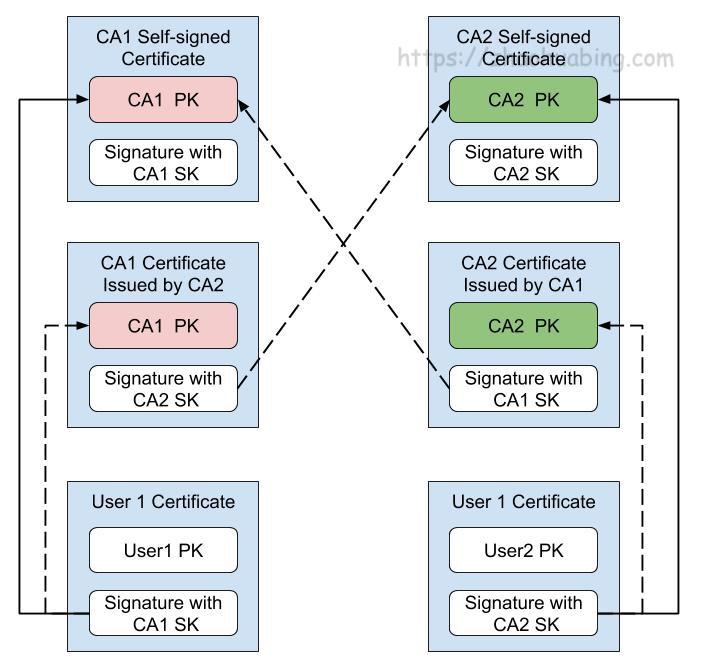 CA1 Self-signed
Certificate
CA1 PK
Signature with
CA1 SK
https://
.com
CA2 Self-signed
Certificate
CA2 PK
Signature with
CA2 SK
CA1 Certificate
Issued by CA2
CA1 PK
Signature with
CA2 SK
CA2 Certificate
Issued by CA1
CA2 PK
Signature with
CA1 SK
User 1 Certificate
User1 PK
Signature with
CA1 SK
User 1 Certificate
User2 PK
Signature with
CA2 SK